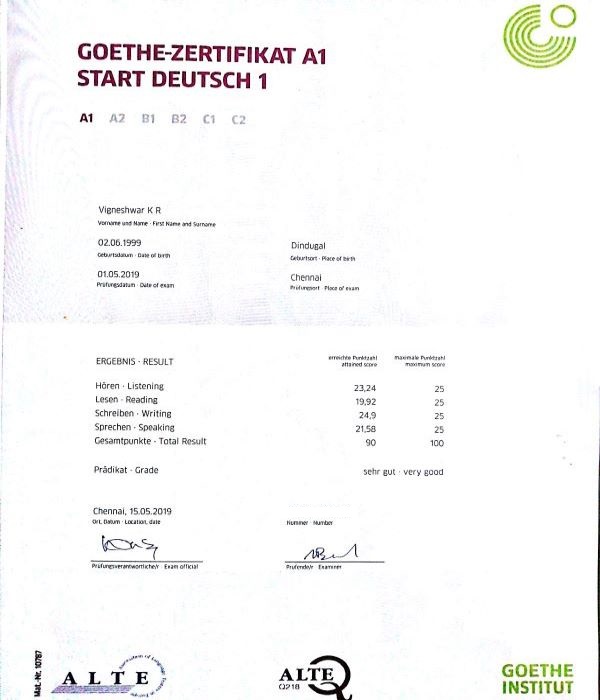 GOETHE-ZERTIFIKAT A1
START DEUTSCH 1
A1 A2 B1 B2 C1 C2
Vigneshwar K R
Vorname und Name · First Name and Surname
02.06.1999
Geburtsdatum · Date of birth
Dindugal
Geburtsort · Place of birth
01.05.2019
Prüfungsdatum · Date of exam
Chennai
Prüfungsort · Place of exam
ERGEBNIS · RESULT
erreichte Punktzahl
attained score
maximale Punktzahl
maximum score
Hören · Listening 23,24 25
Lesen · Reading 19,92 25
Schreiben · Writing 24,9 25
Sprechen · Speaking 21,58 25
Gesamtpunkte · Total Result 90 100
Prädikat · Grade sehr gut · very good
Chennai, 15.05.2019
Ort, Datum · Location, date
Nummer · Number
Prüfungsverantwortliche/r · Exam official
Prüfende/r · Examiner
Mat.-Nr. 10787
ALTE
ALTE
Q218
GOETHE
INSTITUT